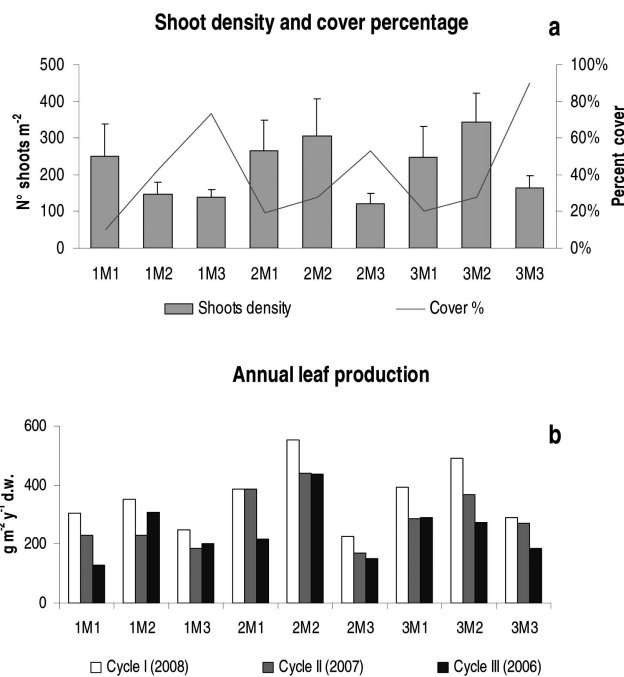 Shoot density and cover percentage
a
N° shoots m-2
500
400
300
200
100
0
100%
80%
60%
40%
20%
0%
Percent cover
1M1 1M2 1M3 2M1 2M2 2M3 3M1 3M2 3M3
Shoots density Cover %
Annual leaf production
b
g m-2 y-1 d.w.
600
400
200
0
1M1 1M2 1M3 2M1 2M2 2M3 3M1 3M2 3M3
Cycle I (2008) Cycle II (2007) Cycle III (2006)